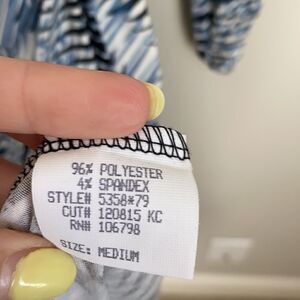 96% POLYESTER
4% SPANDEX
STYLE# 5358*79
CUT# 120815 KC
RN# 106798
SIZE: MEDIUM